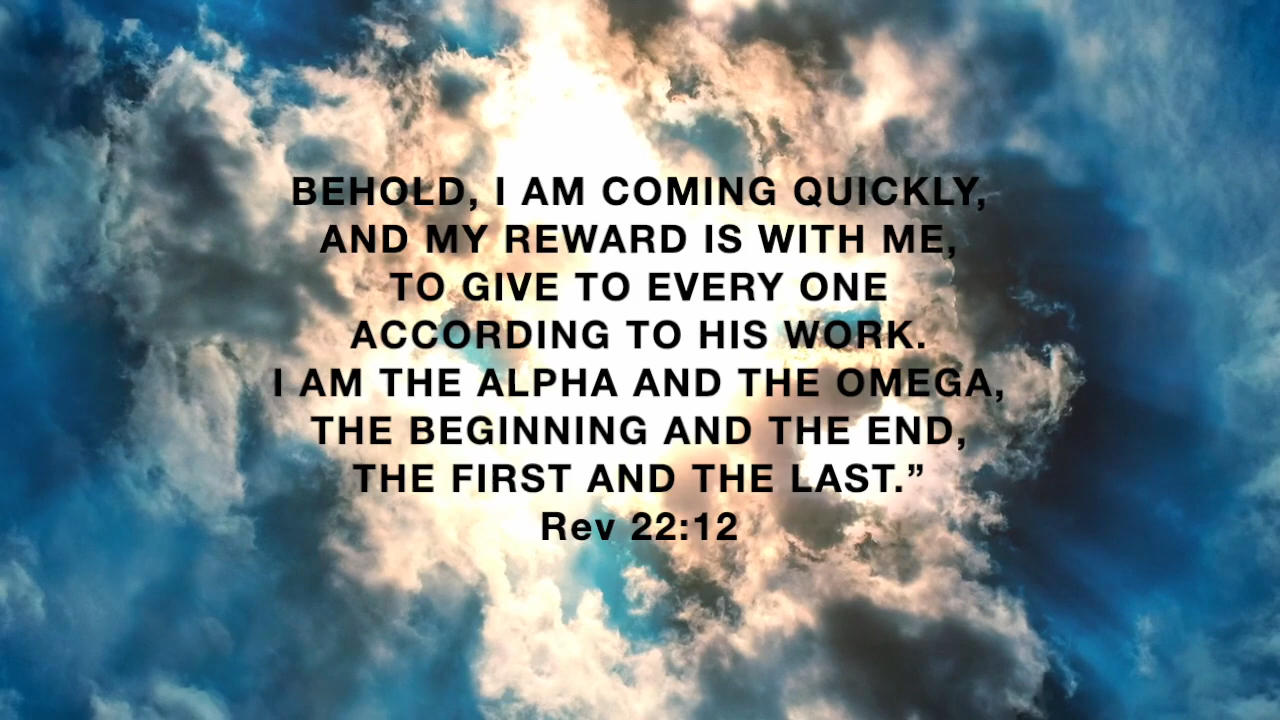 BEHOLD, I AM COMING QUICKLY,
AND MY REWARD IS WITH ME,
TO GIVE TO EVERY ONE
ACCORDING TO HIS WORK.
I AM THE ALPHA AND THE OMEGA,
THE BEGINNING AND THE END,
THE FIRST AND THE LAST.”
Rev 22:12